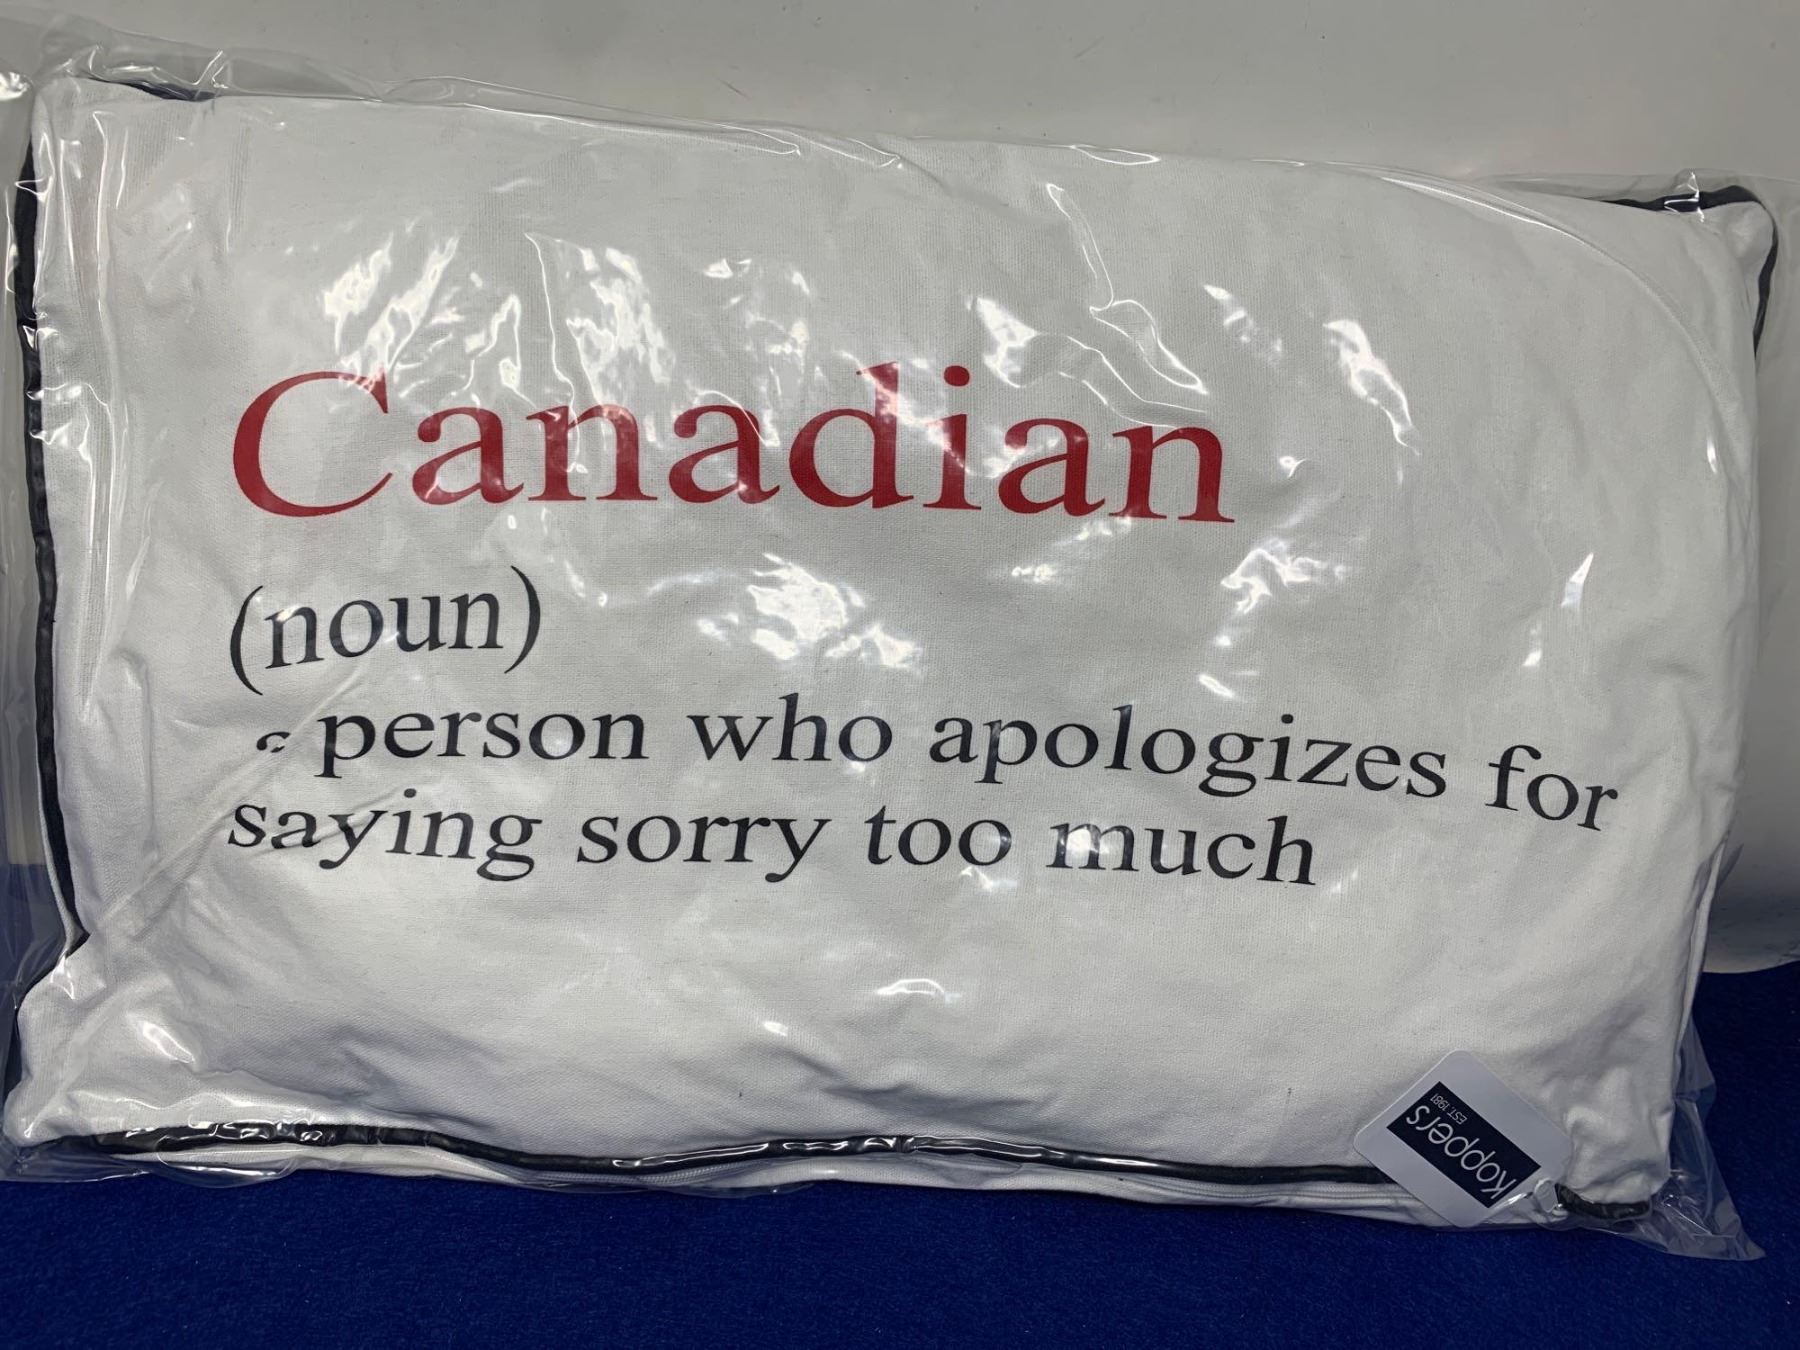 Canadian
(noun)
a person who apologizes for
saying sorry too much
Koppers
EST. 1981